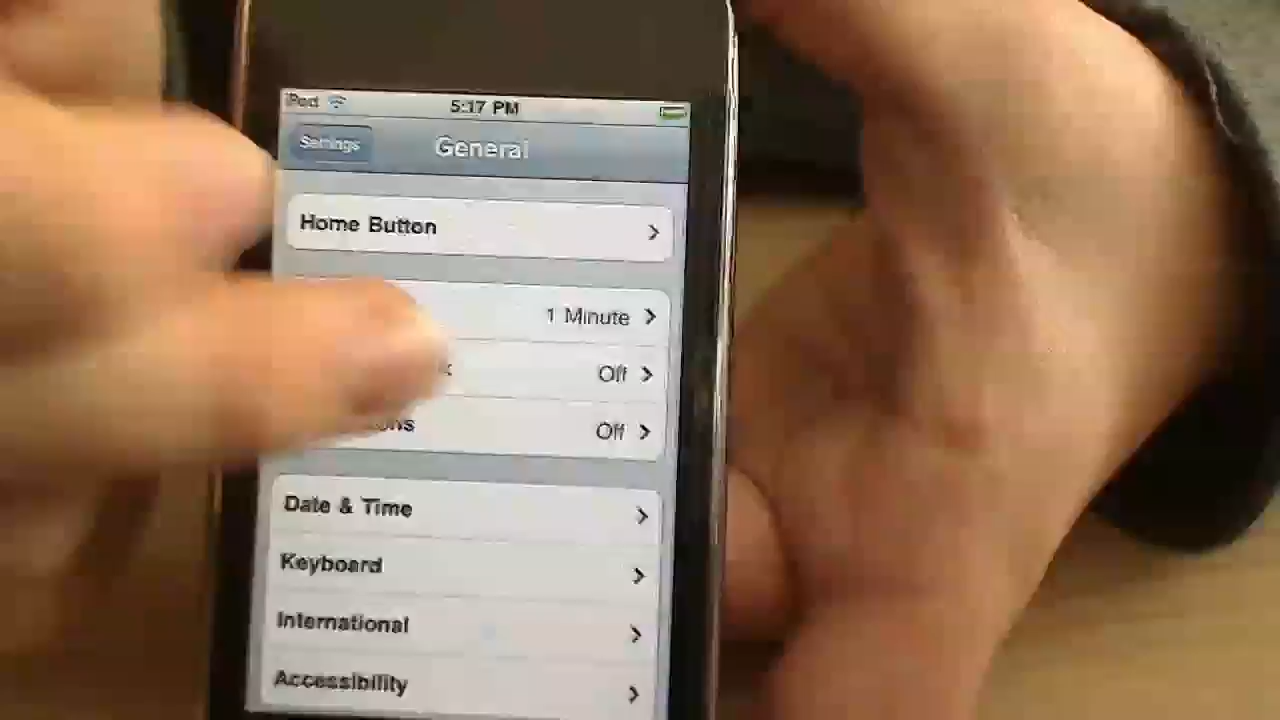 iPod 5:17 PM
Settings General
Home Button
1 Minute
Off
Off
Date & Time
Keyboard
International
Accessibility